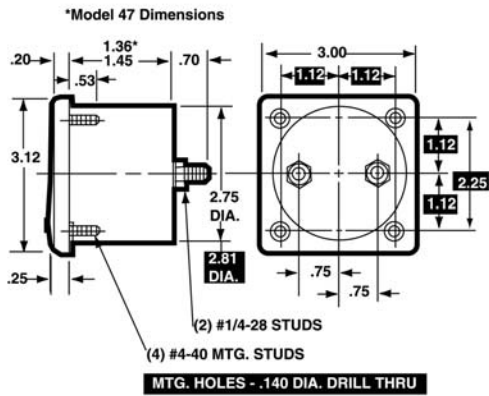 *Model 47 Dimensions
.20
1.36*
1.45
.70
.53
3.12
2.75
DIA.
2.81
DIA.
.25
(2) #1/4-28 STUDS
(4) #4-40 MTG. STUDS
3.00
1.12
1.12
1.12
2.25
1.12
.75
.75
MTG. HOLES - .140 DIA. DRILL THRU